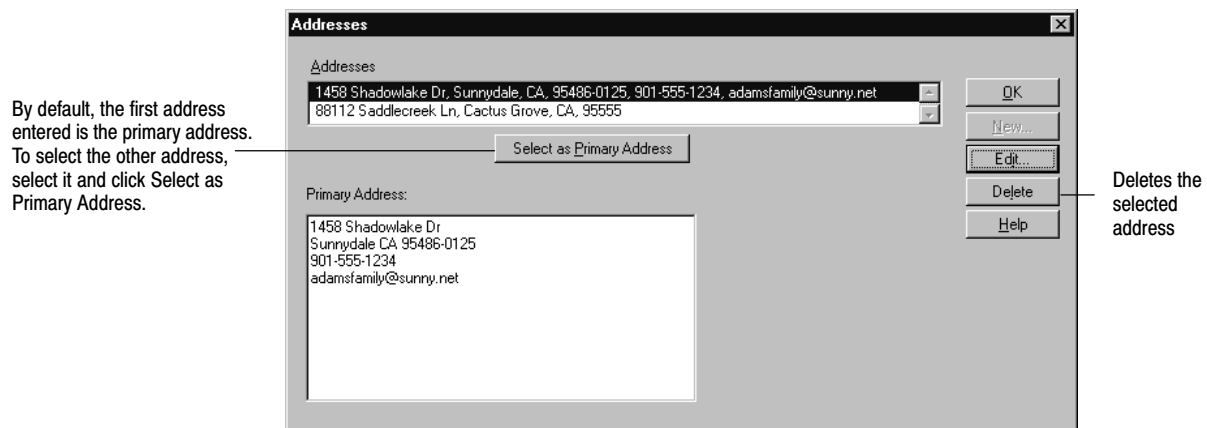 Addresses
Addresses
1458 Shadowlake Dr, Sunnydale, CA, 95486-0125, 901-555-1234, adamsfamily@sunny.net
88112 Saddlecreek Ln, Cactus Grove, CA, 95555
OK
New...
Edit...
Delete
Help
Select as Primary Address
Primary Address:
1458 Shadowlake Dr
Sunnydale CA 95486-0125
901-555-1234
adamsfamily@sunny.net
By default, the first address
entered is the primary address.
To select the other address,
select it and click Select as
Primary Address.
Deletes the
selected
address